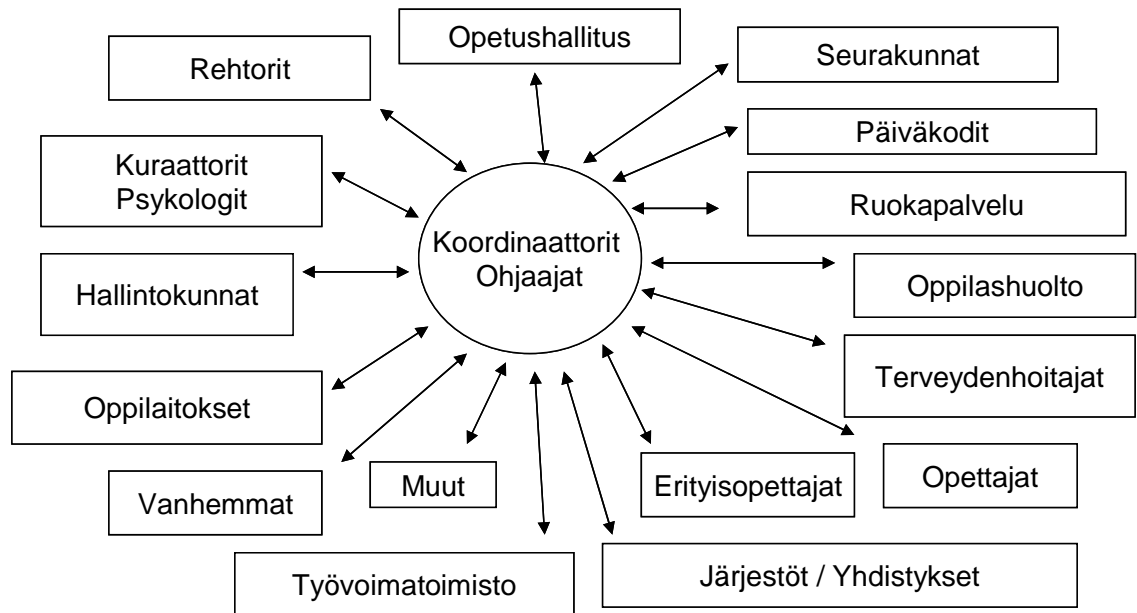 Opetushallitus
Seurakunnat
Rehtorit
Päiväkodit
Kuraattorit
Psykologit
Ruokapalvelu
Koordinaattorit
Ohjaajat
Hallintokunnat
Oppilashuolto
Terveydenhoitajat
Oppilaitokset
Opettajat
Erityisopettajat
Muut
Vanhemmat
Järjestöt / Yhdistykset
Työvoimatoimisto